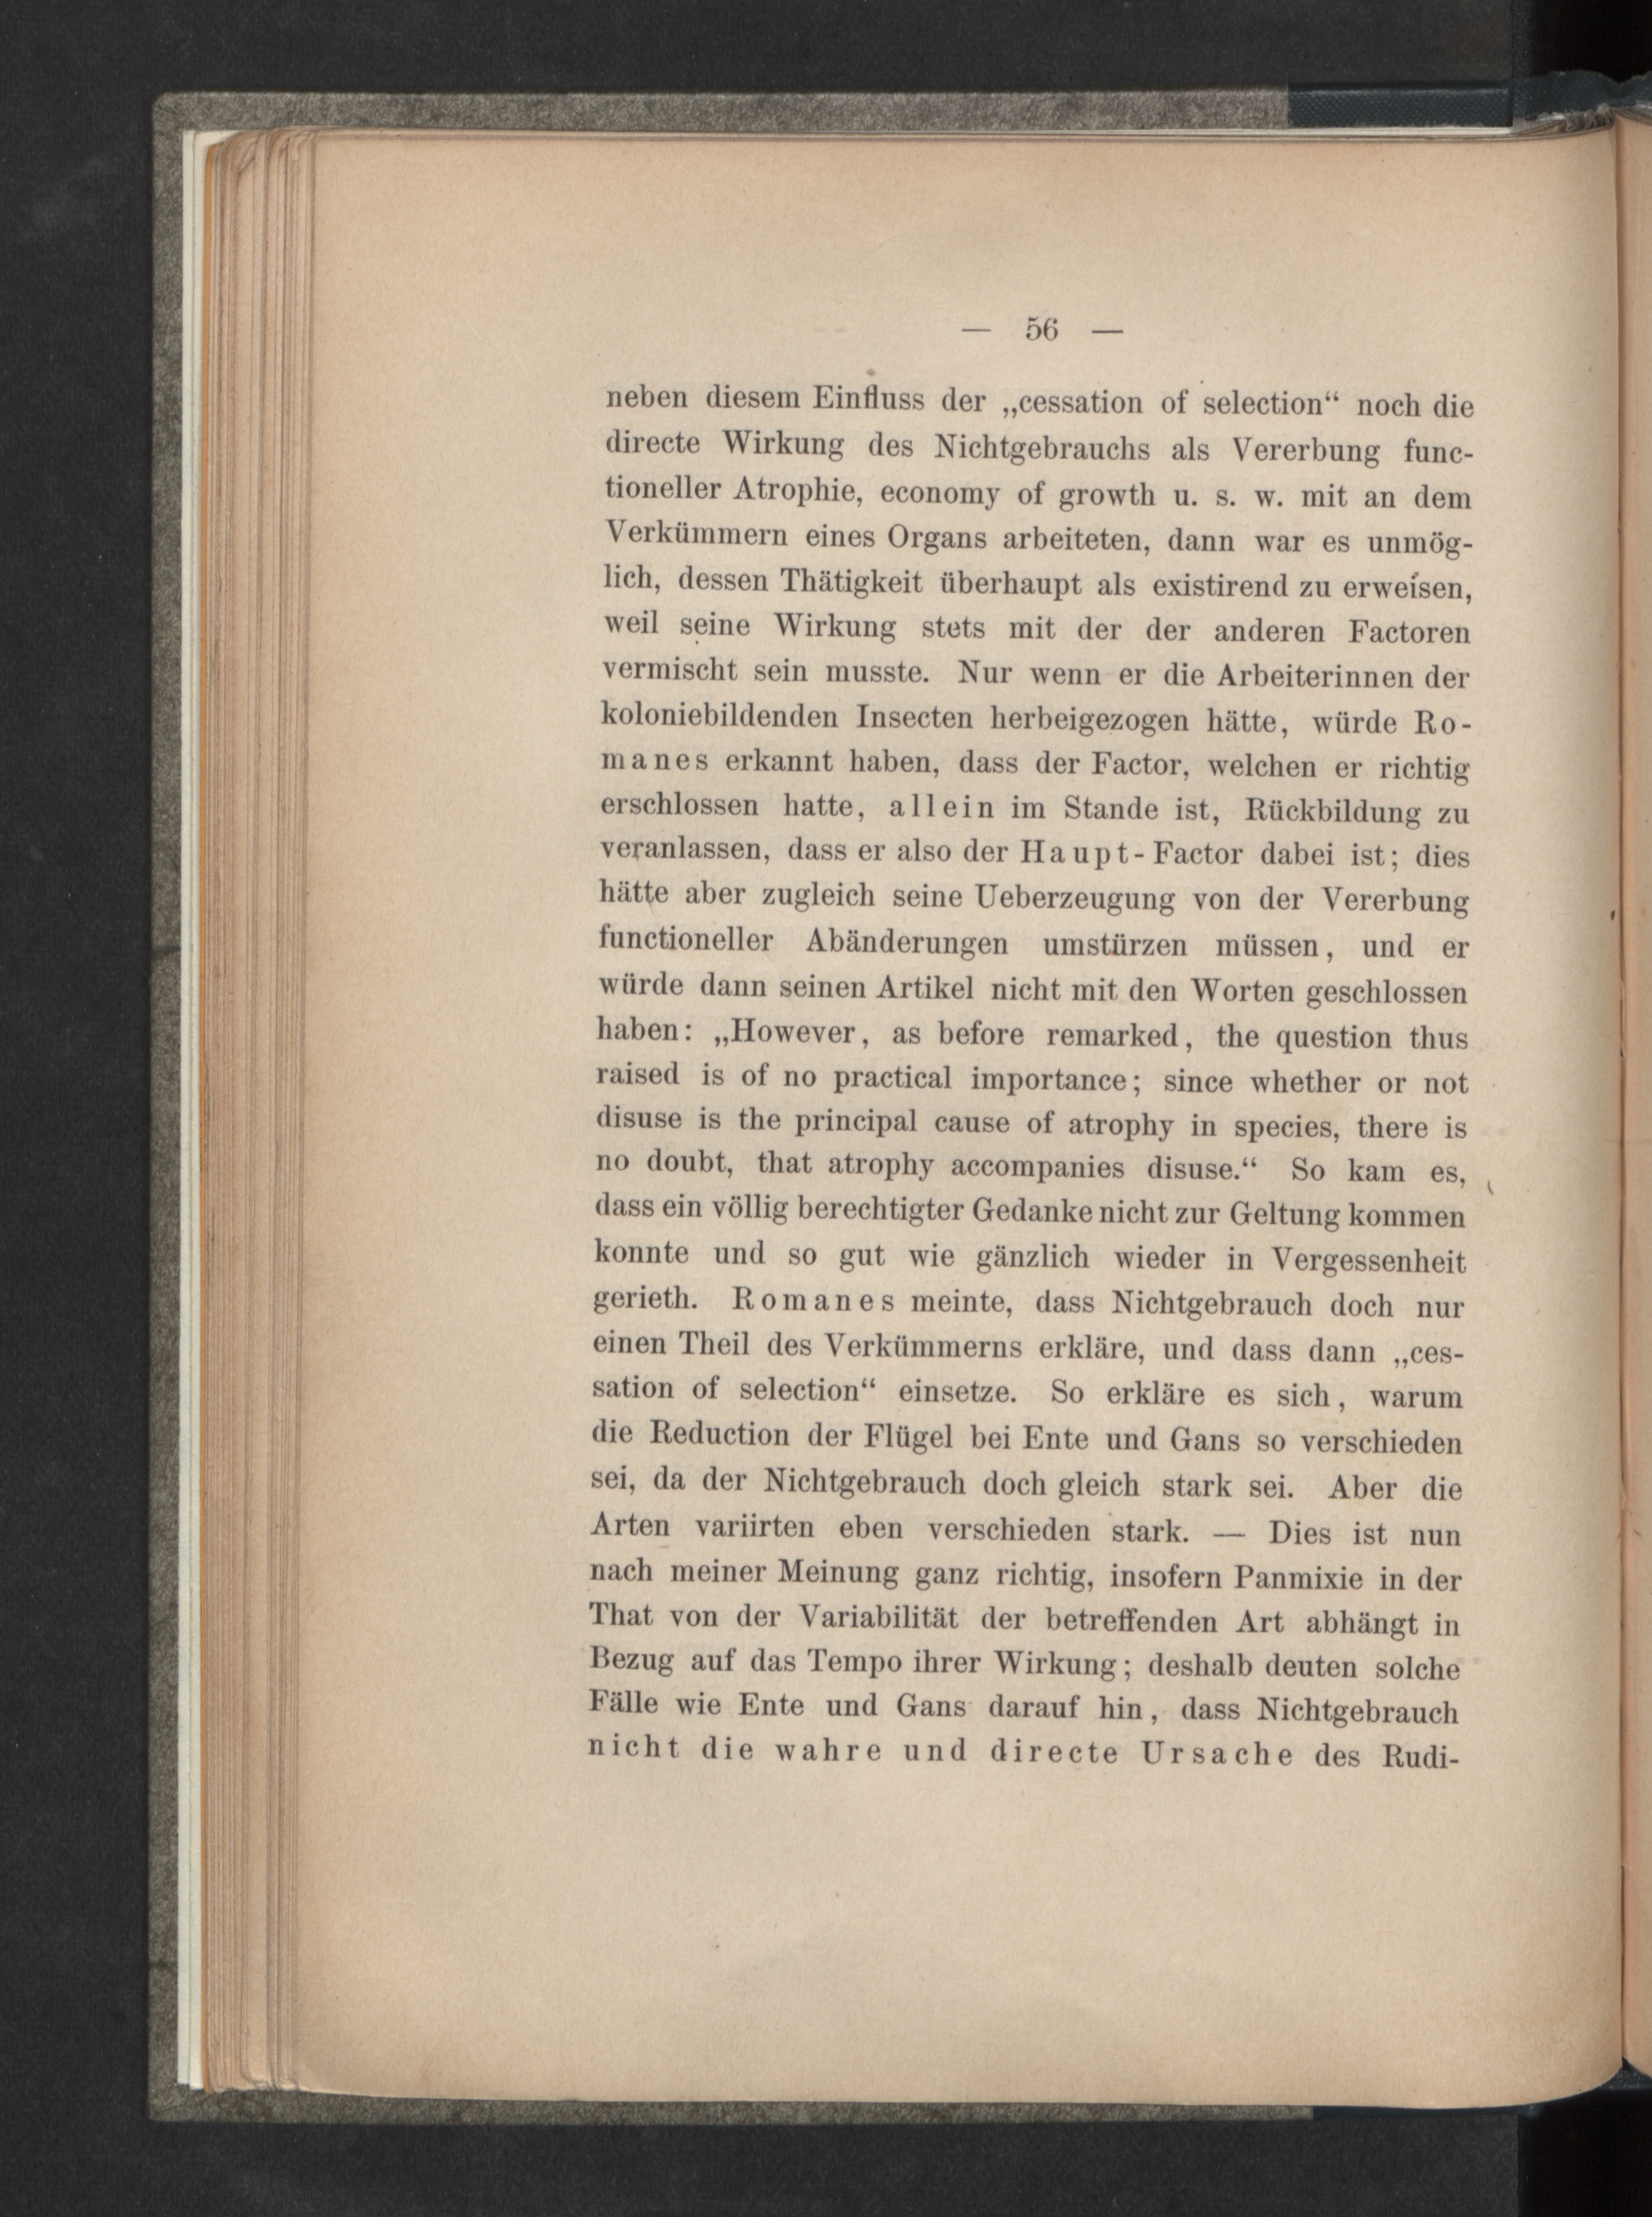 — 56 —
neben diesem Einfluss der „cessation of selection“ noch die
directe Wirkung des Nichtgebrauchs als Vererbung func-
tioneller Atrophie, economy of growth u. s. w. mit an dem
Verkümmern eines Organs arbeiteten, dann war es unmög-
lich, dessen Thätigkeit überhaupt als existirend zu erweisen,
weil seine Wirkung stets mit der der anderen Factoren
vermischt sein musste. Nur wenn er die Arbeiterinnen der
koloniebildenden Insecten herbeigezogen hätte, würde Ro-
manes erkannt haben, dass der Factor, welchen er richtig
erschlossen hatte, allein im Stande ist, Rückbildung zu
veranlassen, dass er also der Haupt-Factor dabei ist; dies
hätte aber zugleich seine Ueberzeugung von der Vererbung
functioneller Abänderungen umstürzen müssen, und er
würde dann seinen Artikel nicht mit den Worten geschlossen
haben: „However, as before remarked, the question thus
raised is of no practical importance; since whether or not
disuse is the principal cause of atrophy in species, there is
no doubt, that atrophy accompanies disuse.“ So kam es,
dass ein völlig berechtigter Gedanke nicht zur Geltung kommen
konnte und so gut wie gänzlich wieder in Vergessenheit
gerieth. Romanes meinte, dass Nichtgebrauch doch nur
einen Theil des Verkümmerns erkläre, und dass dann „ces-
sation of selection“ einsetze. So erkläre es sich, warum
die Reduction der Flügel bei Ente und Gans so verschieden
sei, da der Nichtgebrauch doch gleich stark sei. Aber die
Arten variirten eben verschieden stark. — Dies ist nun
nach meiner Meinung ganz richtig, insofern Panmixie in der
That von der Variabilität der betreffenden Art abhängt in
Bezug auf das Tempo ihrer Wirkung; deshalb deuten solche
Fälle wie Ente und Gans darauf hin, dass Nichtgebrauch
nicht die wahre und directe Ursache des Rudi-